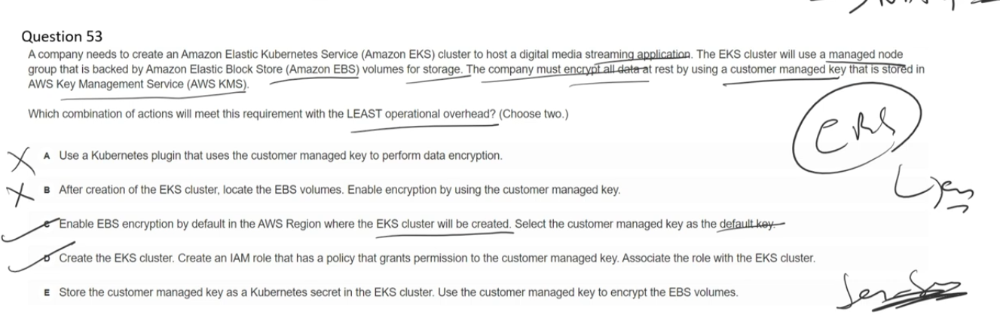 Question 53
A company needs to create an Amazon Elastic Kubernetes Service (Amazon EKS) cluster to host a digital media streaming application. The EKS cluster will use a managed node
group that is backed by Amazon Elastic Block Store (Amazon EBS) volumes for storage. The company must encrypt all data at rest by using a customer managed key that is stored in
AWS Key Management Service (AWS KMS).
Which combination of actions will meet this requirement with the LEAST operational overhead? (Choose two.)
A Use a Kubernetes plugin that uses the customer managed key to perform data encryption.
B After creation of the EKS cluster, locate the EBS volumes. Enable encryption by using the customer managed key.
C Enable EBS encryption by default in the AWS Region where the EKS cluster will be created. Select the customer managed key as the default key.
D Create the EKS cluster. Create an IAM role that has a policy that grants permission to the customer managed key. Associate the role with the EKS cluster.
E Store the customer managed key as a Kubernetes secret in the EKS cluster. Use the customer managed key to encrypt the EBS volumes.